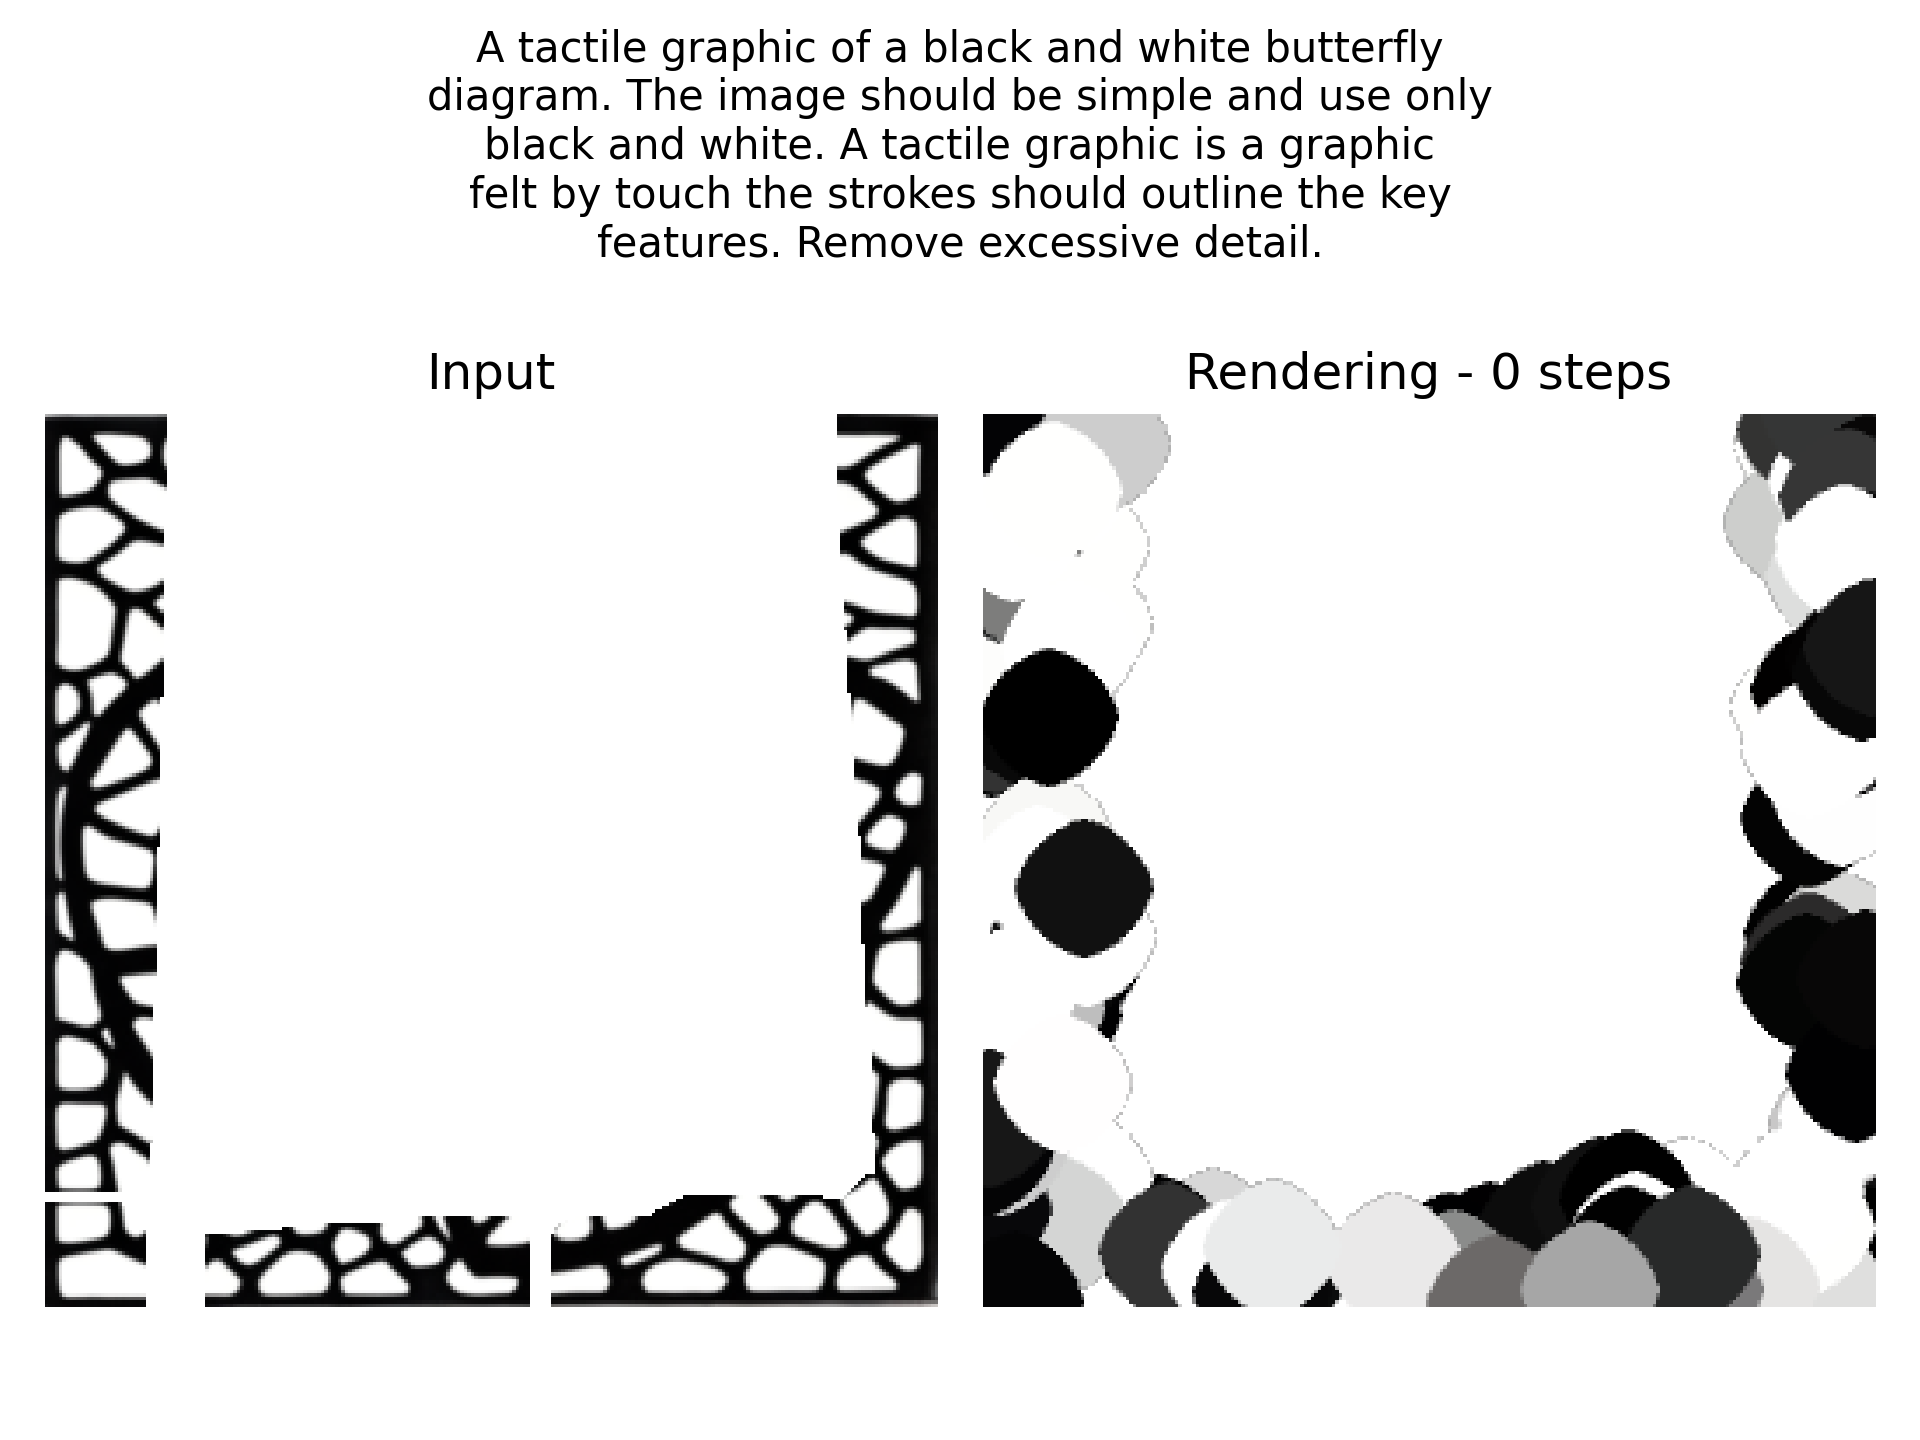 A tactile graphic of a black and white butterfly
diagram. The image should be simple and use only
black and white. A tactile graphic is a graphic
felt by touch the strokes should outline the key
features. Remove excessive detail.
Input
Rendering - 0 steps